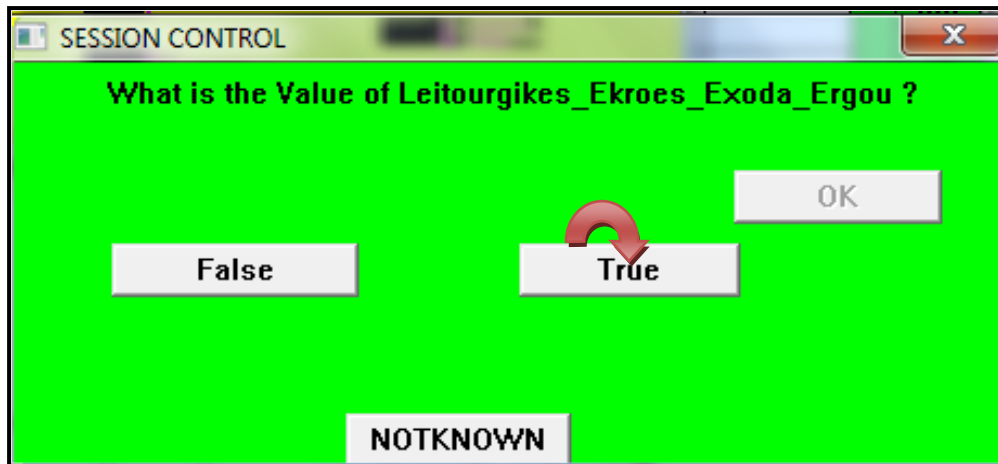 SESSION CONTROL
What is the Value of Leitourgikes_Ekroes_Exoda_Ergou ?
OK
False
True
NOTKNOWN